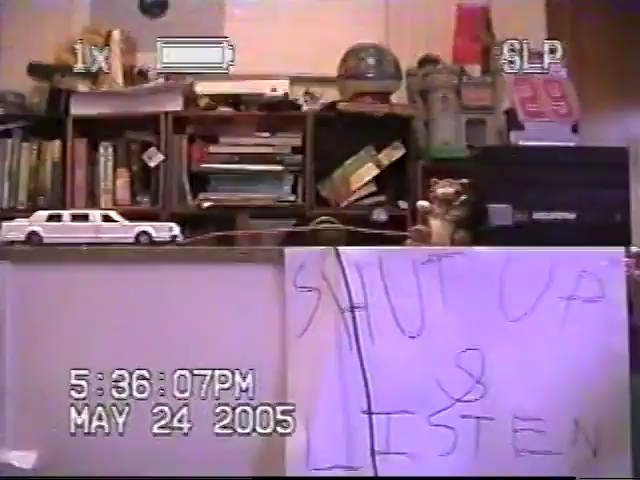 1x
SLP
29
SHUT UP
&
LISTEN
5:36:07PM
MAY 24 2005